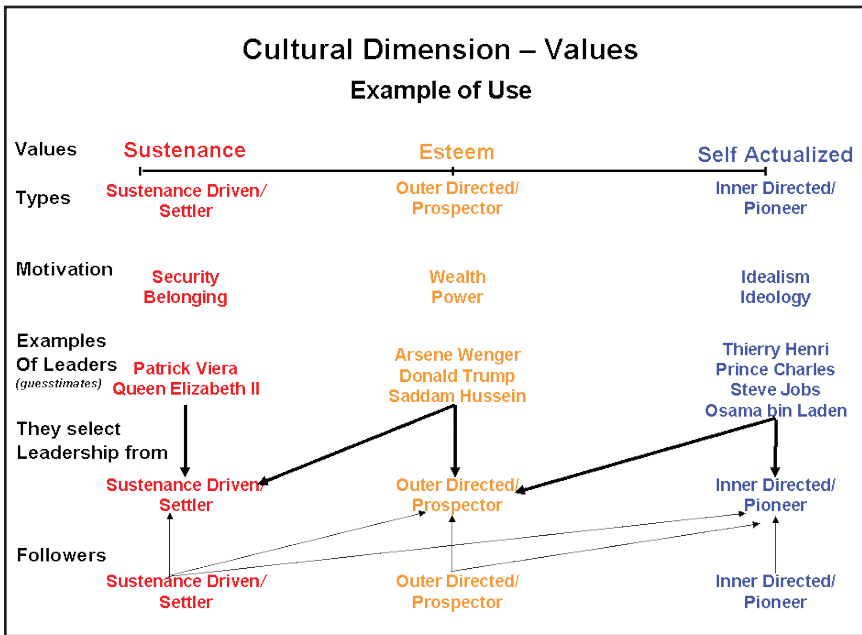 Cultural Dimension – Values
Example of Use
Values
Sustenance
Esteem
Self Actualized
Types
Sustenance Driven/
Settler
Outer Directed/
Prospector
Inner Directed/
Pioneer
Motivation
Security
Belonging
Wealth
Power
Idealism
Ideology
Examples
Of Leaders
(guesstimates)
Patrick Viera
Queen Elizabeth II
Arsene Wenger
Donald Trump
Saddam Hussein
Thierry Henri
Prince Charles
Steve Jobs
Osama bin Laden
They select
Leadership from
Sustenance Driven/
Settler
Outer Directed/
Prospector
Inner Directed/
Pioneer
Followers
Sustenance Driven/
Settler
Outer Directed/
Prospector
Inner Directed/
Pioneer